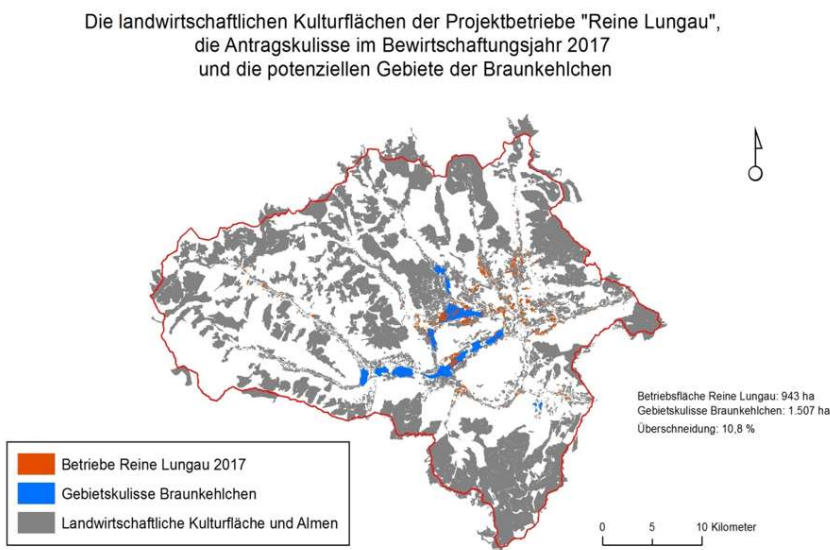 Die landwirtschaftlichen Kulturflächen der Projektbetriebe "Reine Lungau",
die Antragskulisse im Bewirtschaftungsjahr 2017
und die potenziellen Gebiete der Braunkehlchen
Betriebsfläche Reine Lungau: 943 ha
Gebietskulisse Braunkehlchen: 1.507 ha
Überschneidung: 10,8 %
Betriebe Reine Lungau 2017
Gebietskulisse Braunkehlchen
Landwirtschaftliche Kulturfläche und Almen
0 5 10 Kilometer